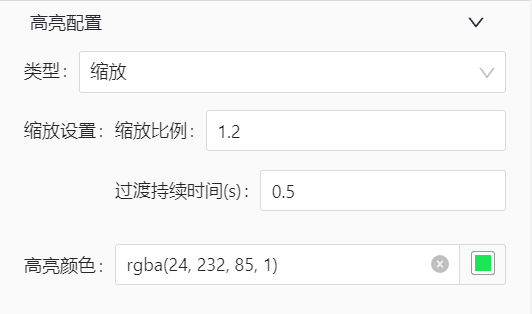 高亮配置
类型: 缩放
缩放设置: 缩放比例: 1.2
过渡持续时间(s): 0.5
高亮颜色: rgba(24, 232, 85, 1)